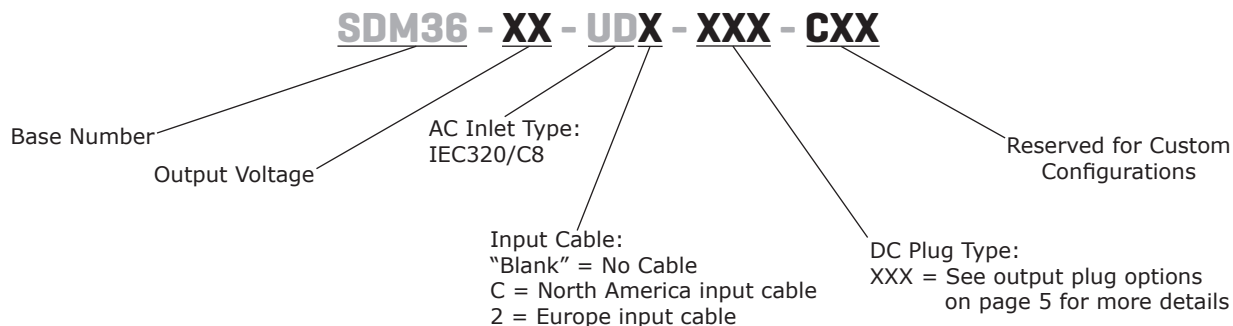 SDM36 - XX - UDX - XXX - CXX
Base Number
Output Voltage
AC Inlet Type:
IEC320/C8
Input Cable:
"Blank" = No Cable
C = North America input cable
2 = Europe input cable
DC Plug Type:
XXX = See output plug options
on page 5 for more details
Reserved for Custom
Configurations